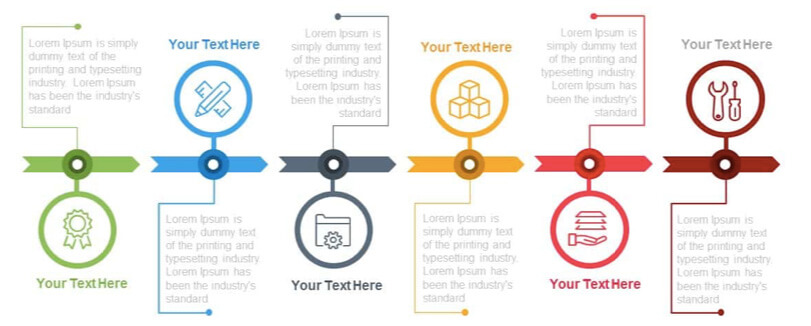 Lorem Ipsum is simply
dummy text of the
printing and typesetting
industry. Lorem Ipsum
has been the industry's
standard
Your Text Here
Your Text Here
Lorem Ipsum is
simply dummy text
of the printing and
typesetting industry.
Lorem Ipsum has
been the industry's
standard
Lorem Ipsum is
simply dummy text
of the printing and
typesetting industry.
Lorem Ipsum has
been the industry's
standard
Your Text Here
Your Text Here
Lorem Ipsum is
simply dummy text
of the printing and
typesetting industry.
Lorem Ipsum has
been the industry's
standard
Lorem Ipsum is
simply dummy text
of the printing and
typesetting industry.
Lorem Ipsum has
been the industry's
standard
Your Text Here
Your Text Here
Lorem Ipsum is
simply dummy text
of the printing and
typesetting industry.
Lorem Ipsum has
been the industry's
standard